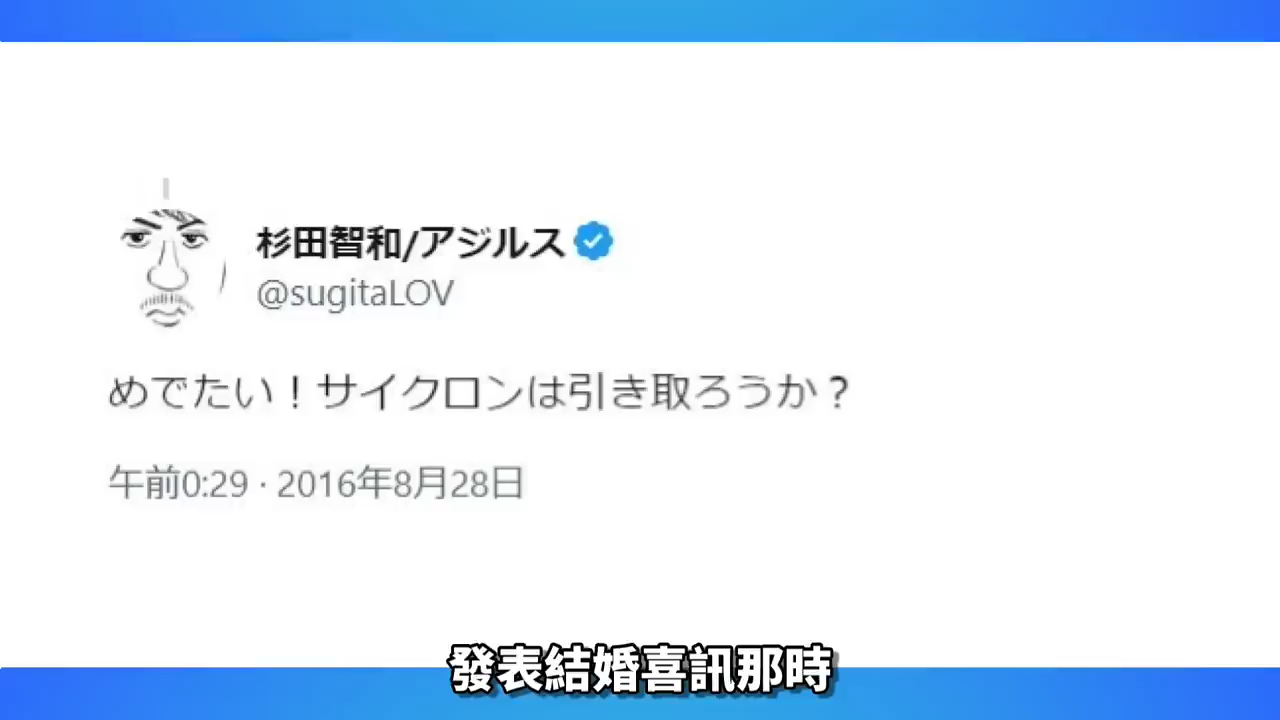 杉田智和/アジルス
@sugitaLOV
めでたい！サイクロンは引き取ろうか？
午前0:29 · 2016年8月28日
發表結婚喜訊那時